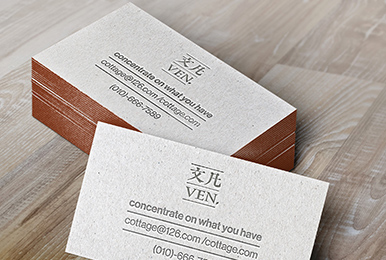 文凡
VEN.
concentrate on what you have
cottage@126.com/cottage.com
(010)-666-7589
文凡
VEN.
concentrate on what you have
cottage@126.com/cottage.com
(010)-666